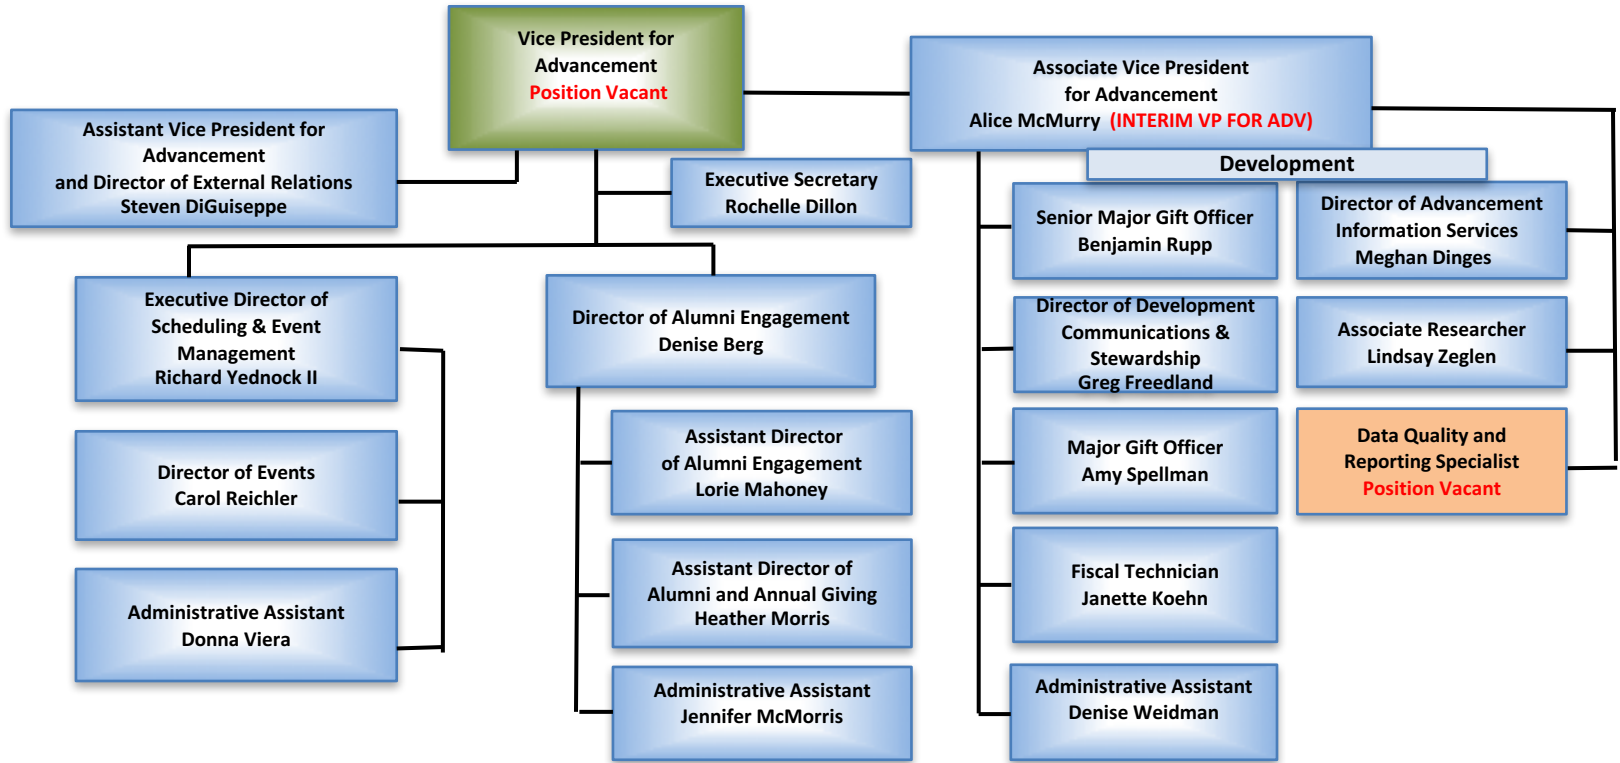 Vice President for
Advancement
Position Vacant
Associate Vice President
for Advancement
Alice McMurry (INTERIM VP FOR ADV)
Assistant Vice President for
Advancement
and Director of External Relations
Steven DiGuiseppe
Executive Secretary
Rochelle Dillon
Development
Executive Director of
Scheduling & Event
Management
Richard Yednock II
Director of Events
Carol Reichler
Administrative Assistant
Donna Viera
Director of Alumni Engagement
Denise Berg
Assistant Director
of Alumni Engagement
Lorie Mahoney
Assistant Director of
Alumni and Annual Giving
Heather Morris
Administrative Assistant
Jennifer McMorris
Senior Major Gift Officer
Benjamin Rupp
Director of Development
Communications &
Stewardship
Greg Freedland
Major Gift Officer
Amy Spellman
Fiscal Technician
Janette Koehn
Administrative Assistant
Denise Weidman
Director of Advancement
Information Services
Meghan Dinges
Associate Researcher
Lindsay Zeglen
Data Quality and
Reporting Specialist
Position Vacant